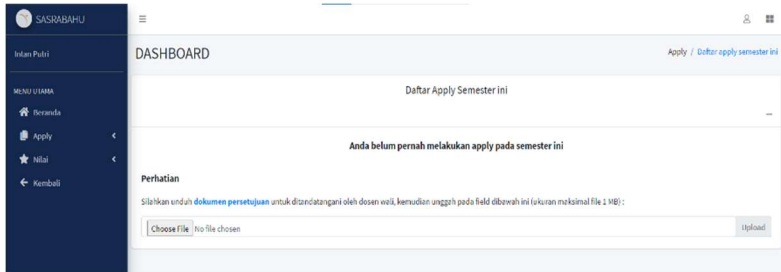 SASRABAHU
Intan Putri
DASHBOARD
Apply / Daftar apply semester ini
MENU UTAMA
Beranda
Apply
Nilai
Kembali
Daftar Apply Semester ini
Anda belum pernah melakukan apply pada semester ini
Perhatian
Silahkan unduh dokumen persetujuan untuk ditandatangani oleh dosen wali, kemudian unggah pada field dibawah ini (ukuran maksimal file 1 MB) :
Choose File No file chosen
Upload